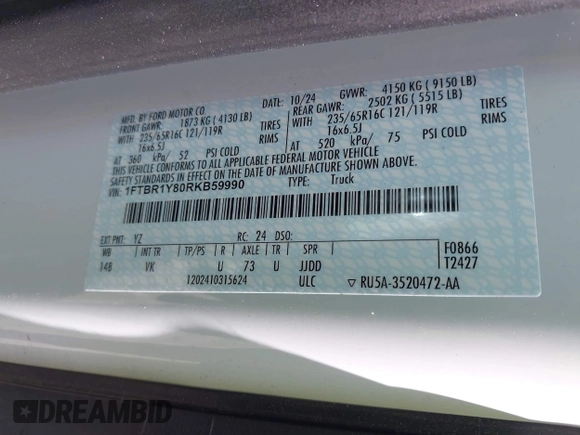 MFD. BY FORD MOTOR CO.
DATE: 10/24 GVWR: 4150 KG ( 9150 LB)
FRONT GAWR: 1873 KG ( 4130 LB)
REAR GAWR: 2502 KG ( 5515 LB)
WITH 235/65R16C 121/119R TIRES
WITH 235/65R16C 121/119R TIRES
16x6.5J RIMS
16x6.5J RIMS
AT 360 kPa/ 52 PSI COLD
AT 520 kPa/ 75 PSI COLD
THIS VEHICLE CONFORMS TO ALL APPLICABLE FEDERAL MOTOR VEHICLE
SAFETY STANDARDS IN EFFECT ON THE DATE OF MANUFACTURE SHOWN ABOVE.
VIN: 1FTBR1Y80RKB59990 TYPE: Truck
EXT PNT: YZ RC: 24 DSO:
WB INT TR TP/PS R AXLE TR SPR
148 VK U 73 U JJDD
F0866
T2427
1202410315624 ULC ▽ RU5A-3520472-AA
DREAMBID